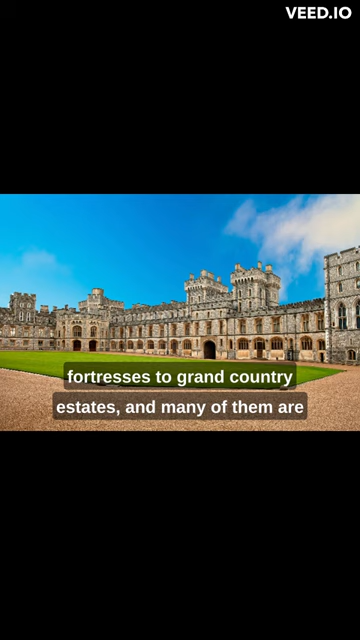 VEED.IO
fortresses to grand country
estates, and many of them are